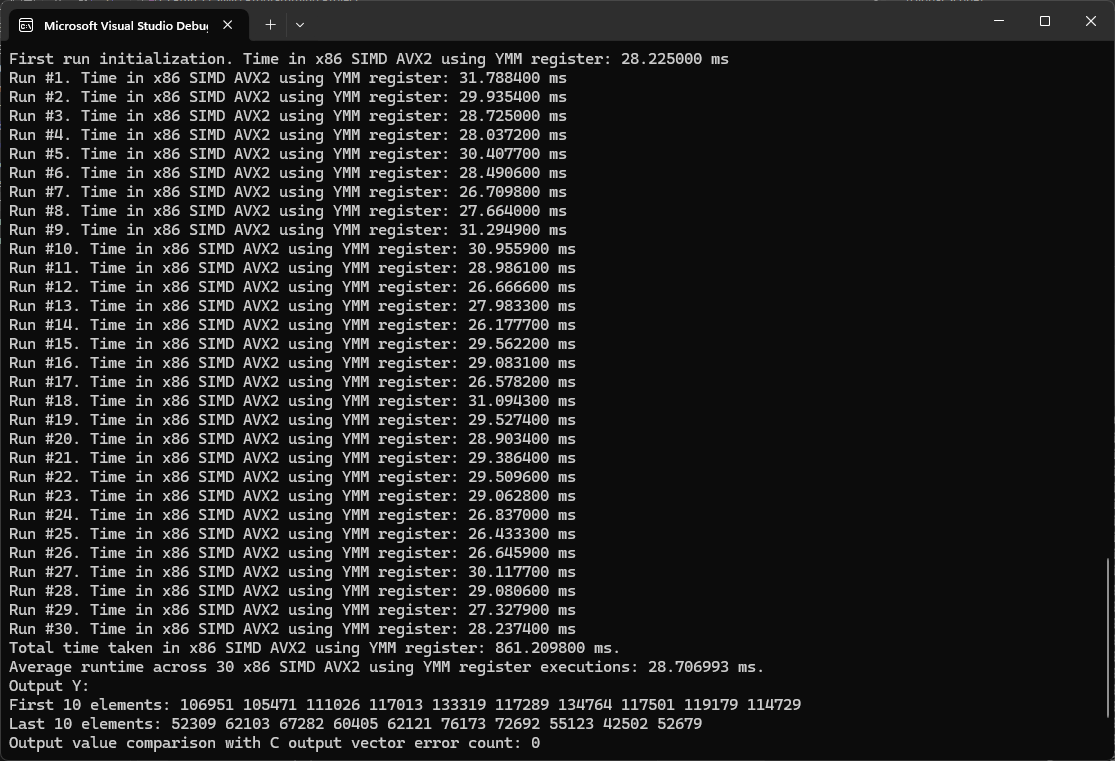 Microsoft Visual Studio Debug
First run initialization. Time in x86 SIMD AVX2 using YMM register: 28.225000 ms
Run #1. Time in x86 SIMD AVX2 using YMM register: 31.788400 ms
Run #2. Time in x86 SIMD AVX2 using YMM register: 29.935400 ms
Run #3. Time in x86 SIMD AVX2 using YMM register: 28.725000 ms
Run #4. Time in x86 SIMD AVX2 using YMM register: 28.037200 ms
Run #5. Time in x86 SIMD AVX2 using YMM register: 30.407700 ms
Run #6. Time in x86 SIMD AVX2 using YMM register: 28.490600 ms
Run #7. Time in x86 SIMD AVX2 using YMM register: 26.709800 ms
Run #8. Time in x86 SIMD AVX2 using YMM register: 27.664000 ms
Run #9. Time in x86 SIMD AVX2 using YMM register: 31.294900 ms
Run #10. Time in x86 SIMD AVX2 using YMM register: 30.955900 ms
Run #11. Time in x86 SIMD AVX2 using YMM register: 28.986100 ms
Run #12. Time in x86 SIMD AVX2 using YMM register: 26.666600 ms
Run #13. Time in x86 SIMD AVX2 using YMM register: 27.983300 ms
Run #14. Time in x86 SIMD AVX2 using YMM register: 26.177700 ms
Run #15. Time in x86 SIMD AVX2 using YMM register: 29.562200 ms
Run #16. Time in x86 SIMD AVX2 using YMM register: 29.083100 ms
Run #17. Time in x86 SIMD AVX2 using YMM register: 26.578200 ms
Run #18. Time in x86 SIMD AVX2 using YMM register: 31.094300 ms
Run #19. Time in x86 SIMD AVX2 using YMM register: 29.527400 ms
Run #20. Time in x86 SIMD AVX2 using YMM register: 28.903400 ms
Run #21. Time in x86 SIMD AVX2 using YMM register: 29.386400 ms
Run #22. Time in x86 SIMD AVX2 using YMM register: 29.509600 ms
Run #23. Time in x86 SIMD AVX2 using YMM register: 29.062800 ms
Run #24. Time in x86 SIMD AVX2 using YMM register: 26.837000 ms
Run #25. Time in x86 SIMD AVX2 using YMM register: 26.433300 ms
Run #26. Time in x86 SIMD AVX2 using YMM register: 26.645900 ms
Run #27. Time in x86 SIMD AVX2 using YMM register: 30.117700 ms
Run #28. Time in x86 SIMD AVX2 using YMM register: 29.080600 ms
Run #29. Time in x86 SIMD AVX2 using YMM register: 27.327900 ms
Run #30. Time in x86 SIMD AVX2 using YMM register: 28.237400 ms
Total time taken in x86 SIMD AVX2 using YMM register: 861.209800 ms.
Average runtime across 30 x86 SIMD AVX2 using YMM register executions: 28.706993 ms.
Output Y:
First 10 elements: 106951 105471 111026 117013 133319 117289 134764 117501 119179 114729
Last 10 elements: 52309 62103 67282 60405 62121 76173 72692 55123 42502 52679
Output value comparison with C output vector error count: 0